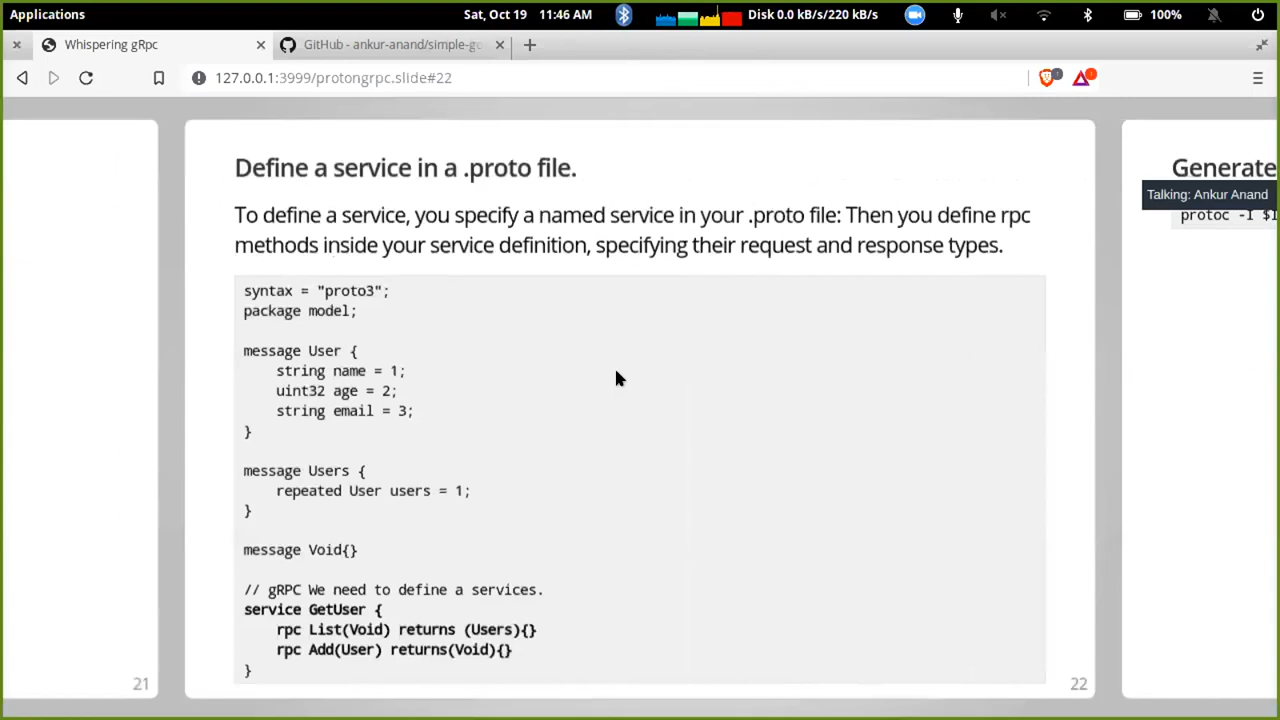 Applications
Sat, Oct 19 11:46 AM
Disk 0.0 kB/s/220 kB/s
100%
Whispering gRpc
GitHub - ankur-anand/simple-go
127.0.0.1:3999/protongrpc.slide#22
Define a service in a .proto file.
To define a service, you specify a named service in your .proto file: Then you define rpc
methods inside your service definition, specifying their request and response types.
syntax = "proto3";
package model;
message User {
string name = 1;
uint32 age = 2;
string email = 3;
}
message Users {
repeated User users = 1;
}
message Void{}
// gRPC We need to define a services.
service GetUser {
rpc List(Void) returns (Users){}
rpc Add(User) returns(Void){}
}
21
22
Generate
Talking: Ankur Anand
protoc -I $